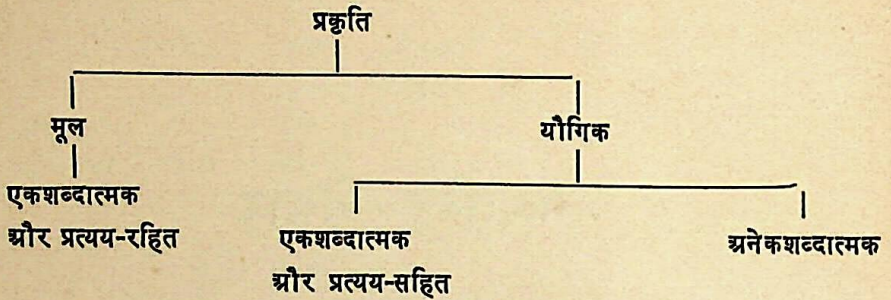 प्रकृति
मूल
यौगिक
एकशब्दात्मक
और प्रत्यय-रहित
एकशब्दात्मक
और प्रत्यय-सहित
अनेकशब्दात्मक